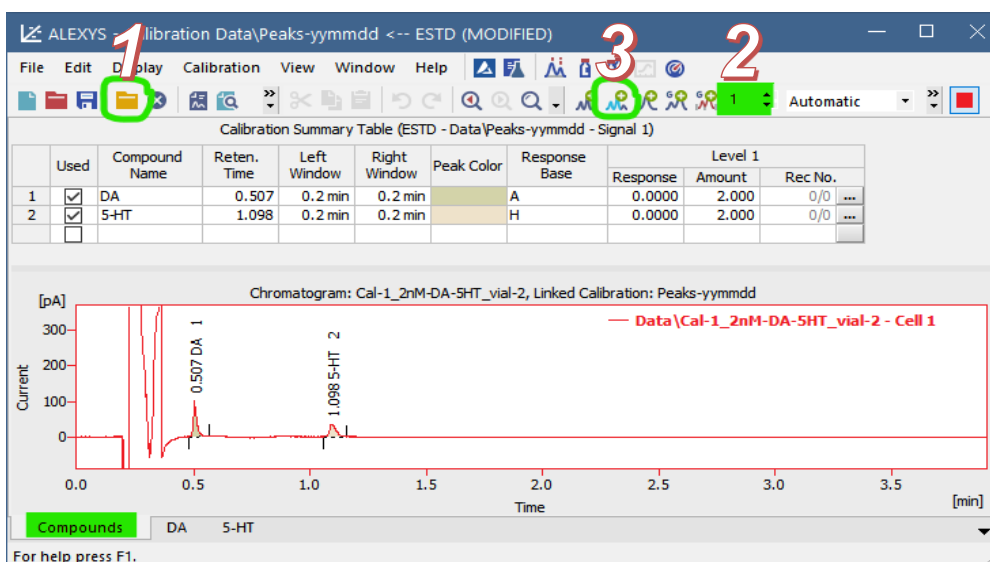 ALEXYS - Calibration Data\Peaks-yymmdd <-- ESTD (MODIFIED)
1 3 2
File Edit Display Calibration View Window Help
1 Automatic
Calibration Summary Table (ESTD - Data\Peaks-yymmdd - Signal 1)
Used Compound Name Reten. Time Left Window Right Window Peak Color Response Base Level 1
Response Amount Rec No.
1 DA 0.507 0.2 min 0.2 min A 0.0000 2.000 0/0 ...
2 5-HT 1.098 0.2 min 0.2 min H 0.0000 2.000 0/0 ...
Chromatogram: Cal-1_2nM-DA-5HT_vial-2, Linked Calibration: Peaks-yymmdd
[pA]
Data\Cal-1_2nM-DA-5HT_vial-2 - Cell 1
300
200
100
0
Current
0.507 DA 1
1.098 5-HT 2
0.0 0.5 1.0 1.5 2.0 2.5 3.0 3.5
Time
[min]
Compounds DA 5-HT
For help press F1.